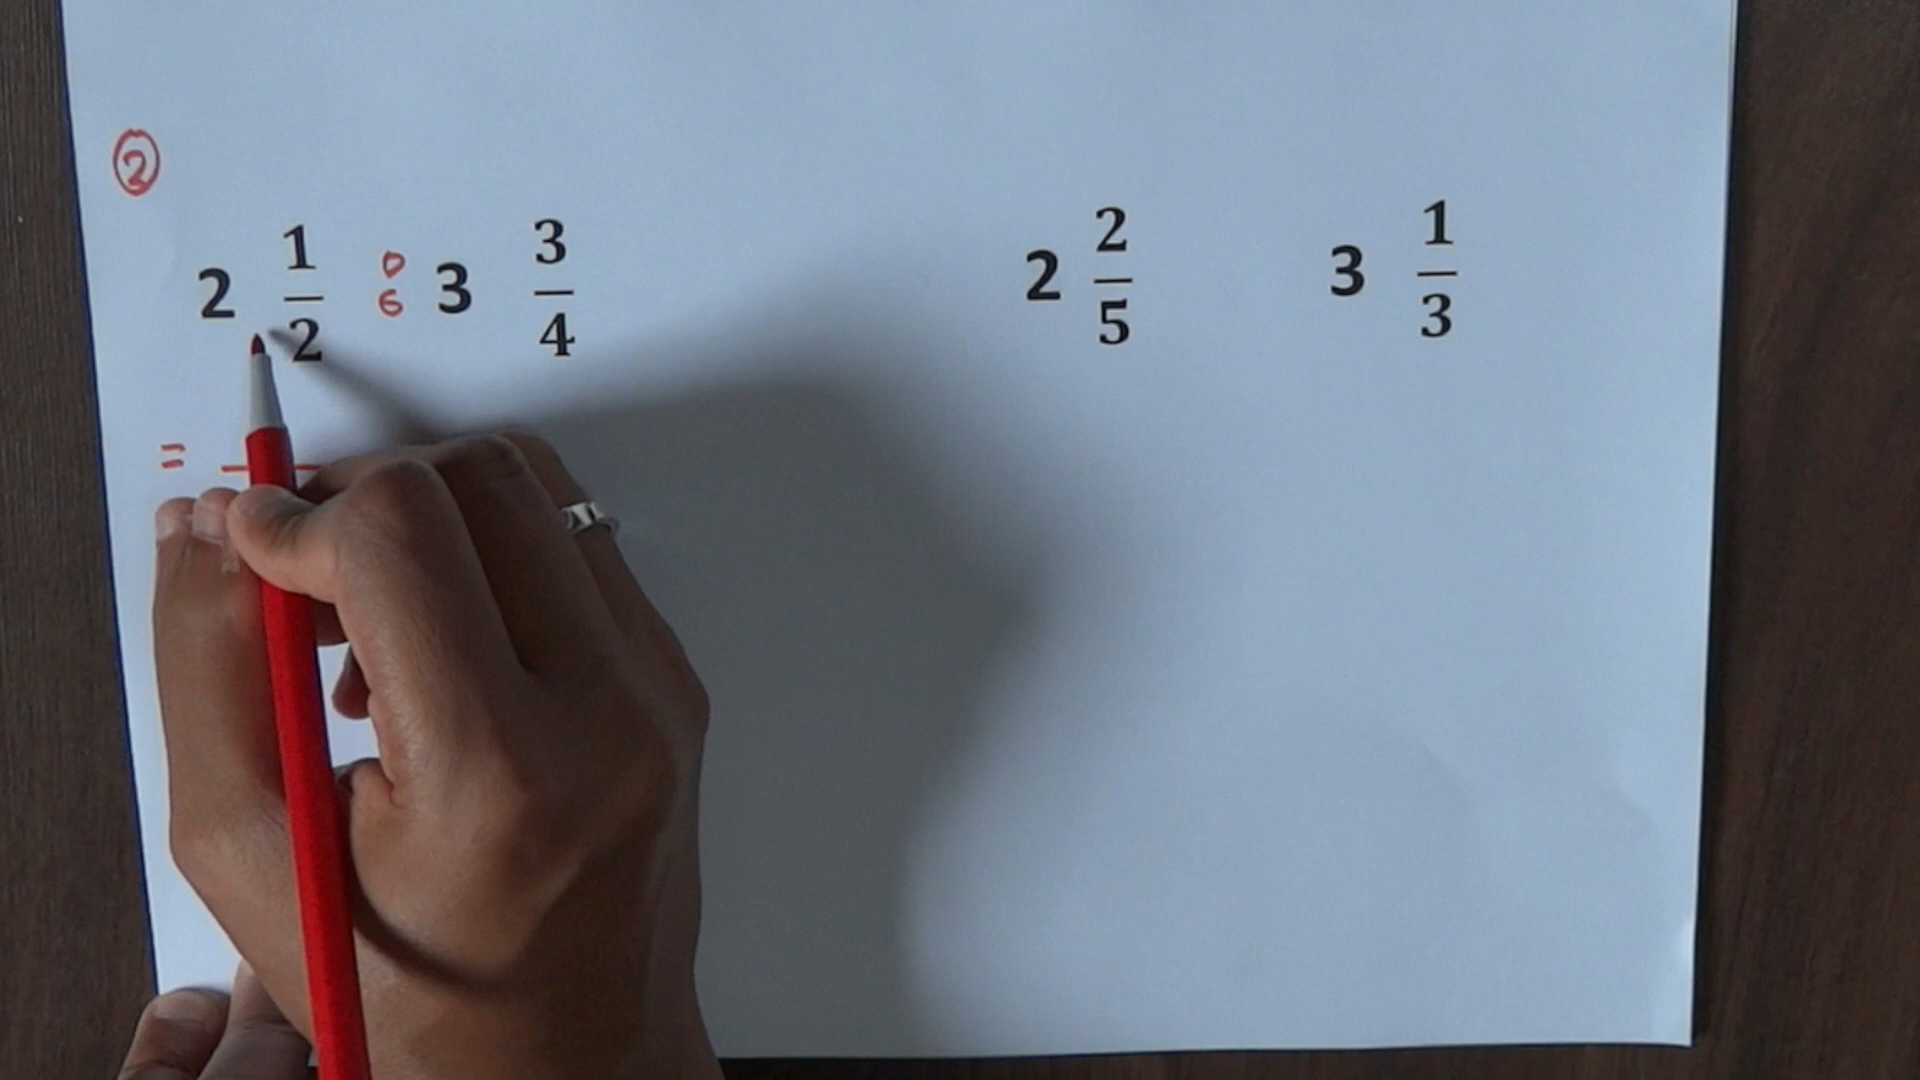 ②
2 1/2 : 3 3/4 2 2/5 3 1/3
=